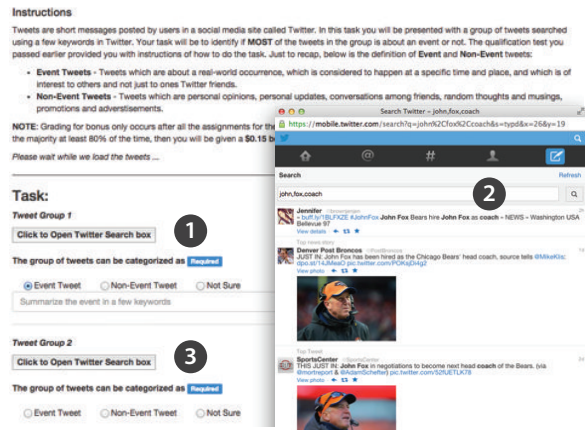 Instructions
Tweets are short messages posted by users in a social media site called Twitter. In this task you will be presented with a group of tweets searched
using a few keywords in Twitter. Your task will be to identify if MOST of the tweets in the group is about an event or not. The qualification test you
passed earlier provided you with instructions of how to do the task. Just to recap, below is the definition of Event and Non-Event tweets:
• Event Tweets - Tweets which are about a real-world occurrence, which is considered to happen at a specific time and place, and which is of
interest to others and not just to ones Twitter friends.
• Non-Event Tweets - Tweets which are personal opinions, personal updates, conversations among friends, random thoughts and musings,
promotions and adverstisements.
NOTE: Grading for bonus only occurs after all the assignments for the
the majority at least 80% of the time, then you will be given a $0.15 b
Please wait while we load the tweets ...
Task:
Tweet Group 1
Click to Open Twitter Search box
1
The group of tweets can be categorized as Required
Event Tweet Non-Event Tweet Not Sure
Summarize the event in a few keywords
Tweet Group 2
Click to Open Twitter Search box
3
The group of tweets can be categorized as Required
Event Tweet Non-Event Tweet Not Sure
Search Twitter - john,fox,coach
https://mobile.twitter.com/search?q=john%2Cfox%2Ccoach&s=typd&x=26&y=19
@ #
Search Refresh
john,fox,coach
2
Jennifer
#JohnFox John Fox Bears hire John Fox as coach - NEWS - Washington USA
Bellevue 97
View details
Top news story
Denver Post Broncos
JUST IN: John Fox has been hired as the Chicago Bears' head coach, source tells @MikeKlis:
View photo
Top Tweet
SportsCenter @SportsCenter
THIS JUST IN: John Fox in negotiations to become next head coach of the Bears. (via
@mortreport & @AdamSchefter) pic.twitter.com/52fUETLK78
View photo